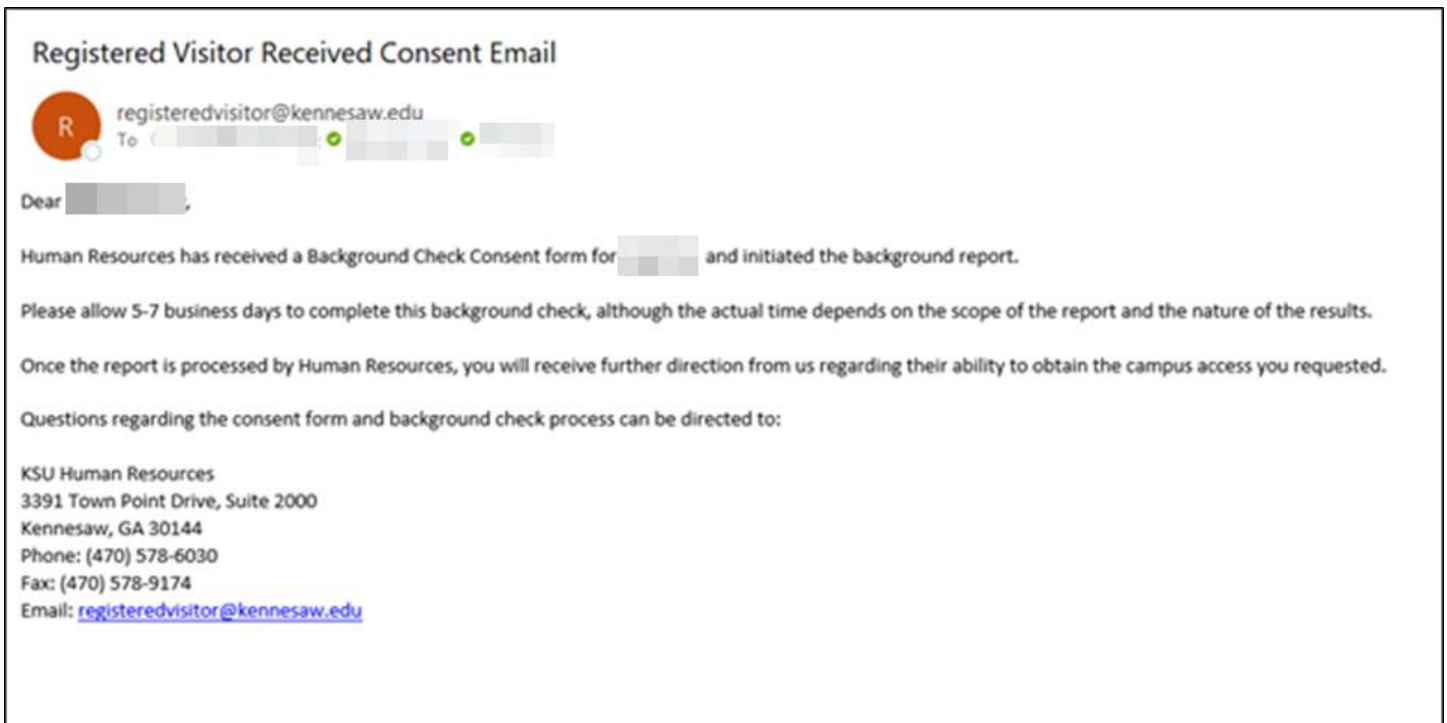 Registered Visitor Received Consent Email
R
registeredvisitor@kennesaw.edu
To
Dear ,
Human Resources has received a Background Check Consent form for and initiated the background report.
Please allow 5-7 business days to complete this background check, although the actual time depends on the scope of the report and the nature of the results.
Once the report is processed by Human Resources, you will receive further direction from us regarding their ability to obtain the campus access you requested.
Questions regarding the consent form and background check process can be directed to:
KSU Human Resources
3391 Town Point Drive, Suite 2000
Kennesaw, GA 30144
Phone: (470) 578-6030
Fax: (470) 578-9174
Email: registeredvisitor@kennesaw.edu